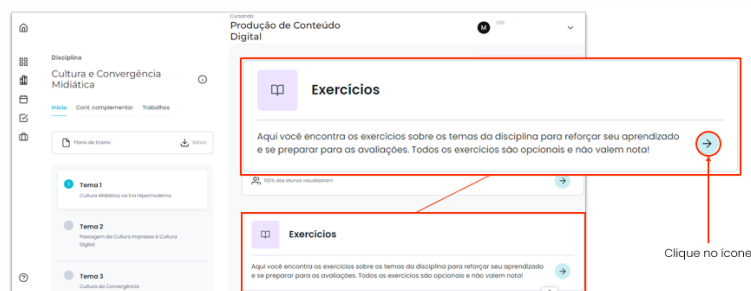 Cursando:
Produção de Conteúdo
Digital
M
Disciplina
Cultura e Convergência
Midiática
Início Cont. complementar Trabalhos
Plano de Ensino
Baixar
Tema 1
Cultura Midiática na Era Hipermoderna
Tema 2
Passagem da Cultura Impressa à Cultura
Digital
Tema 3
Cultura da Convergência
Exercícios
Aqui você encontra os exercícios sobre os temas da disciplina para reforçar seu aprendizado
e se preparar para as avaliações. Todos os exercícios são opcionais e não valem nota!
100% dos alunos visualizaram
Exercícios
Aqui você encontra os exercícios sobre os temas da disciplina para reforçar seu aprendizado
e se preparar para as avaliações. Todos os exercícios são opcionais e não valem nota!
Clique no ícone